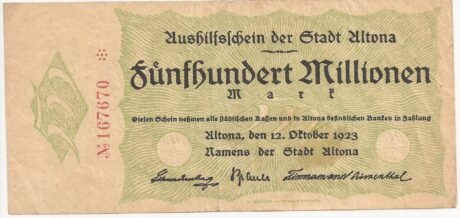 Aushilfsschein der Stadt Altona
Fünfhundert Millionen
Mark
Diesen Schein nehmen alle städtischen Kassen und in Altona befindlichen Banken in Zahlung
Altona, den 12. Oktober 1923
Namens der Stadt Altona
№ 167670